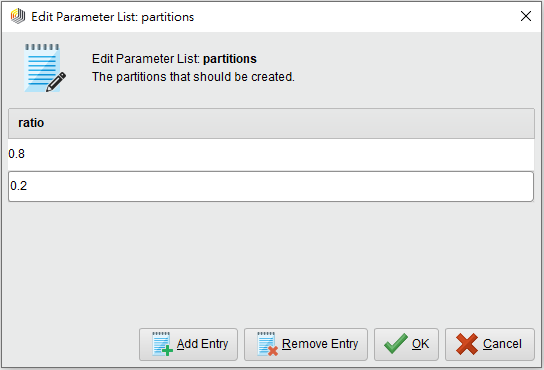 Edit Parameter List: partitions
Edit Parameter List: partitions
The partitions that should be created.
ratio
0.8
0.2
Add Entry Remove Entry OK Cancel